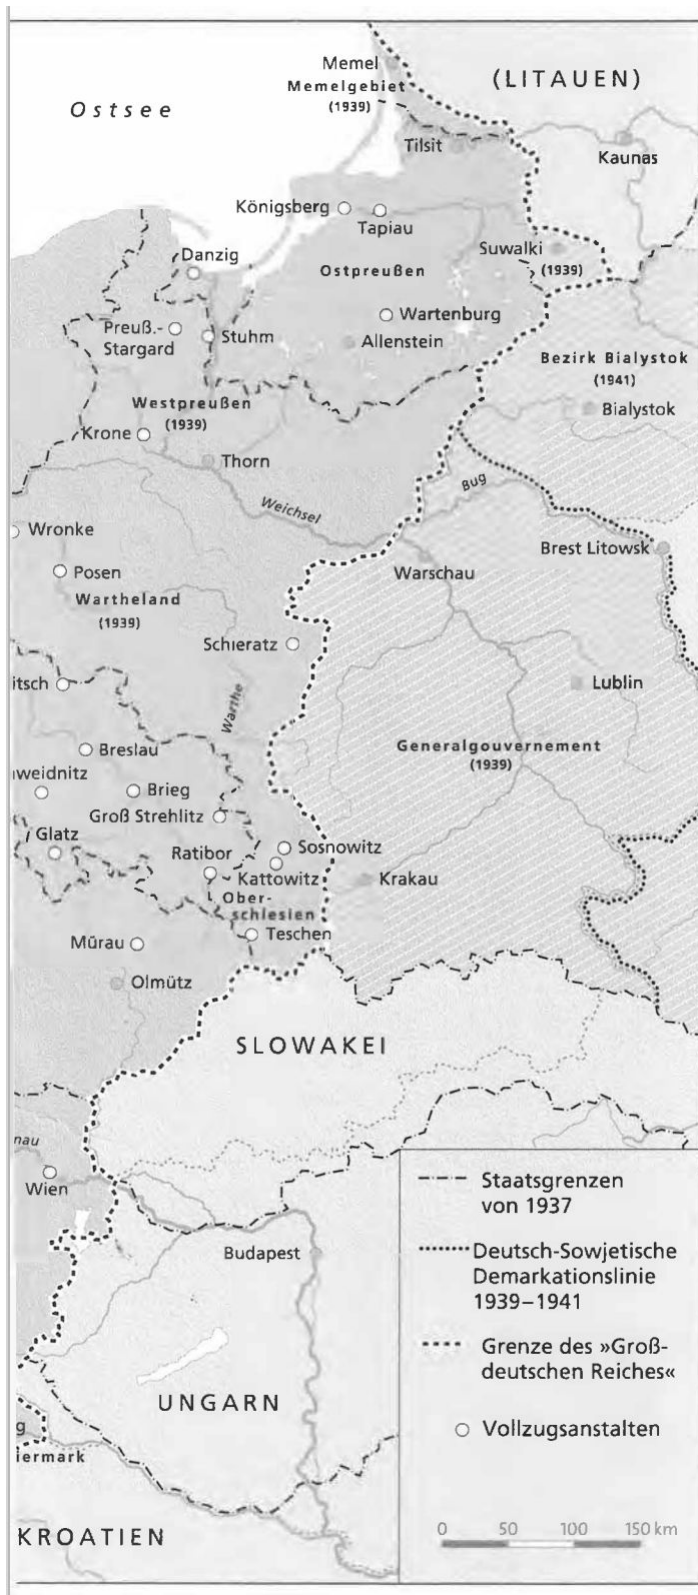 Memel
Memelgebiet
(1939)
(LITAUEN)
Ostsee
Tilsit
Kaunas
Königsberg
Tapiau
Suwalki
(1939)
Danzig
Ostpreußen
Preuß.-
Stargard
Stuhm
Wartenburg
Allenstein
Bezirk Bialystok
(1941)
Westpreußen
(1939)
Bialystok
Krone
Thorn
Bug
Weichsel
Wronke
Brest Litowsk
Posen
Warschau
Wartheland
(1939)
Schieratz
itsch
Lublin
Warthe
Breslau
Generalgouvernement
(1939)
weidnitz
Brieg
Groß Strehlitz
Glatz
Ratibor
Sosnowitz
Kattowitz
Krakau
Ober-
schlesien
Teschen
Mürau
Olmütz
SLOWAKEI
nau
Wien
Budapest
UNGARN
g
iermark
KROATIEN
Staatsgrenzen
von 1937
Deutsch-Sowjetische
Demarkationslinie
1939–1941
Grenze des »Groß-
deutschen Reiches«
Vollzugsanstalten
0 50 100 150 km